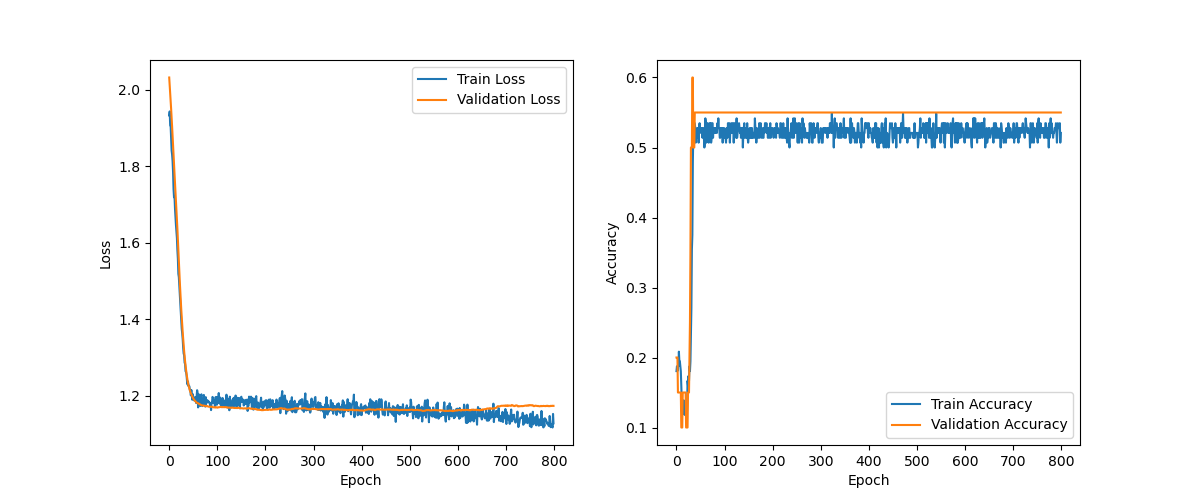 Train Loss
Validation Loss
2.0
1.8
1.6
1.4
1.2
Loss
0 100 200 300 400 500 600 700 800
Epoch
0.6
0.5
0.4
0.3
0.2
0.1
Accuracy
Train Accuracy
Validation Accuracy
0 100 200 300 400 500 600 700 800
Epoch